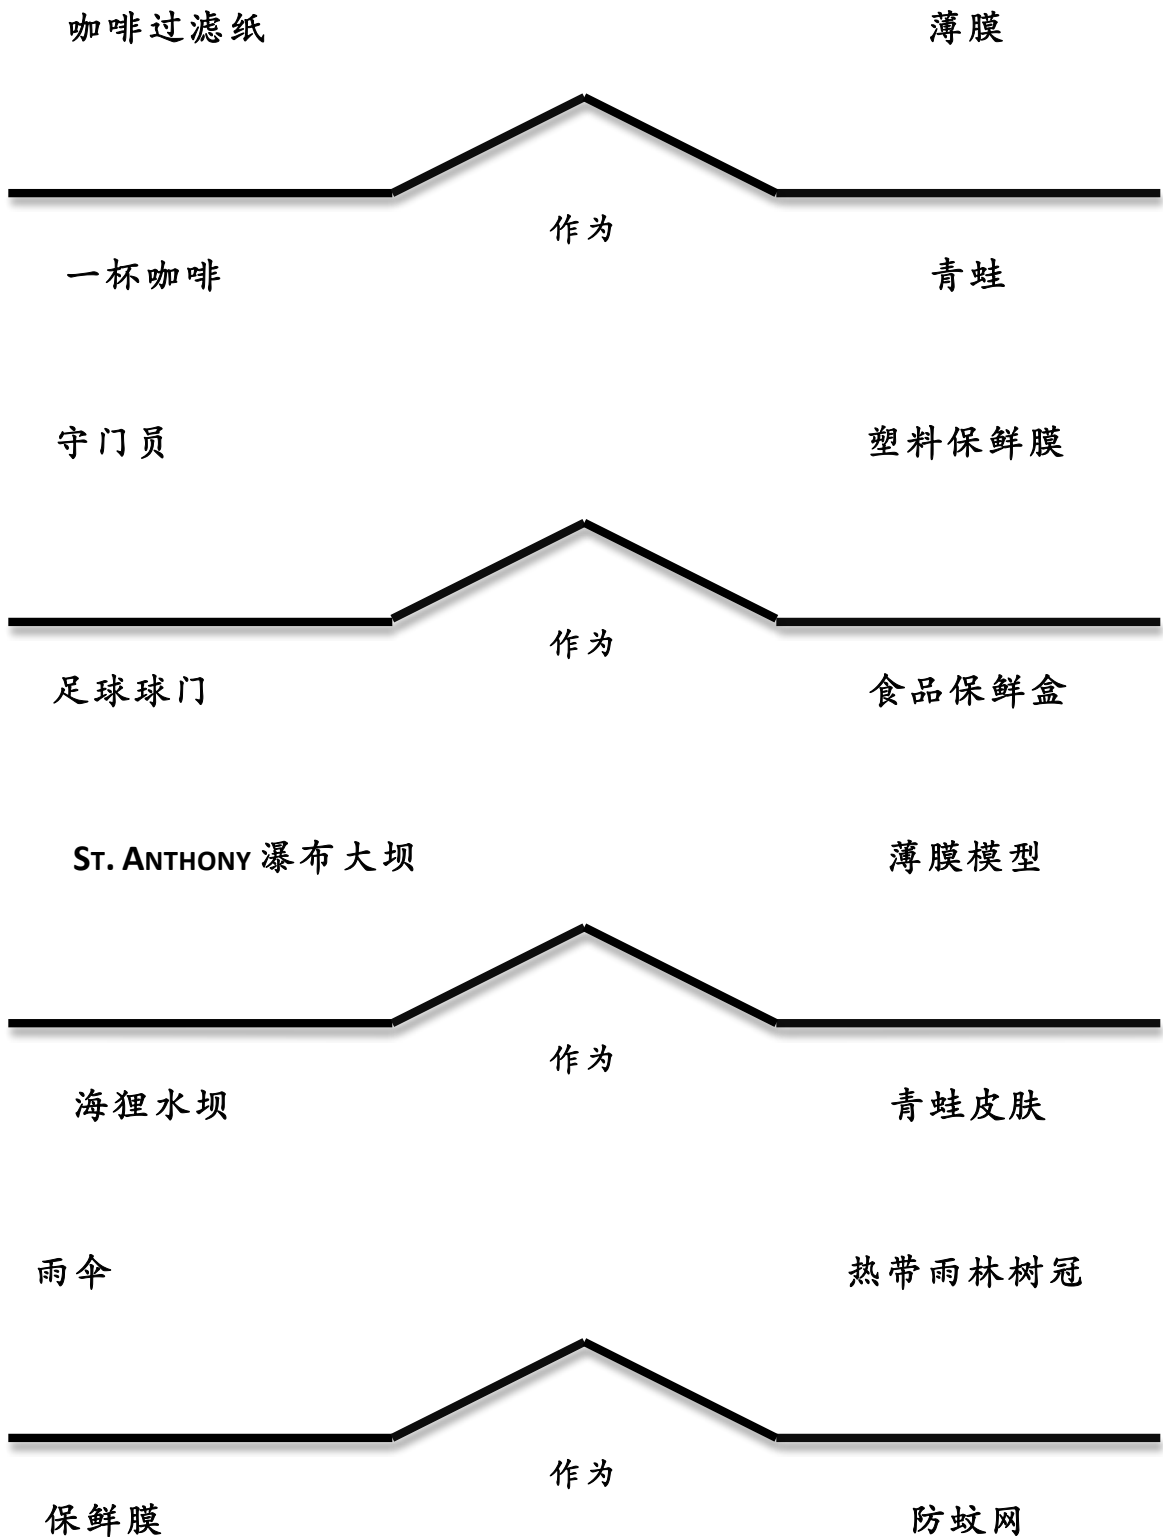 咖啡过滤纸 薄膜
作为
一杯咖啡 青蛙
守门员 塑料保鲜膜
作为
足球球门 食品保鲜盒
ST. ANTHONY 瀑布大坝 薄膜模型
作为
海狸水坝 青蛙皮肤
雨伞 热带雨林树冠
作为
保鲜膜 防蚊网